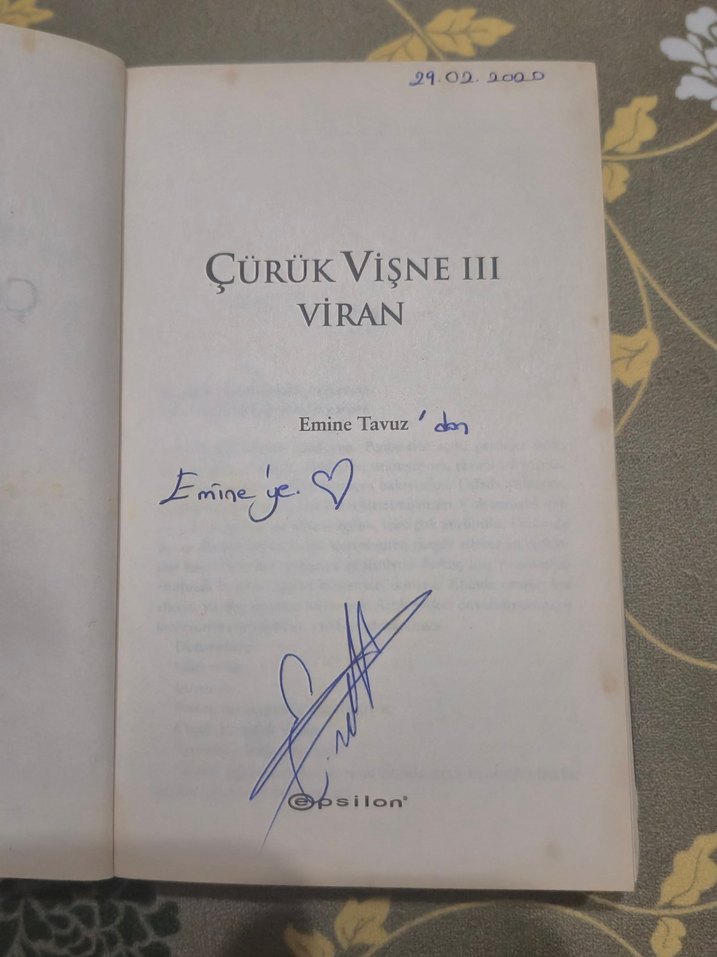 29.02.2020
ÇÜRÜK VİŞNE III
VİRAN
Emine Tavuz'dan
Emine'ye. ♡
epsilon®